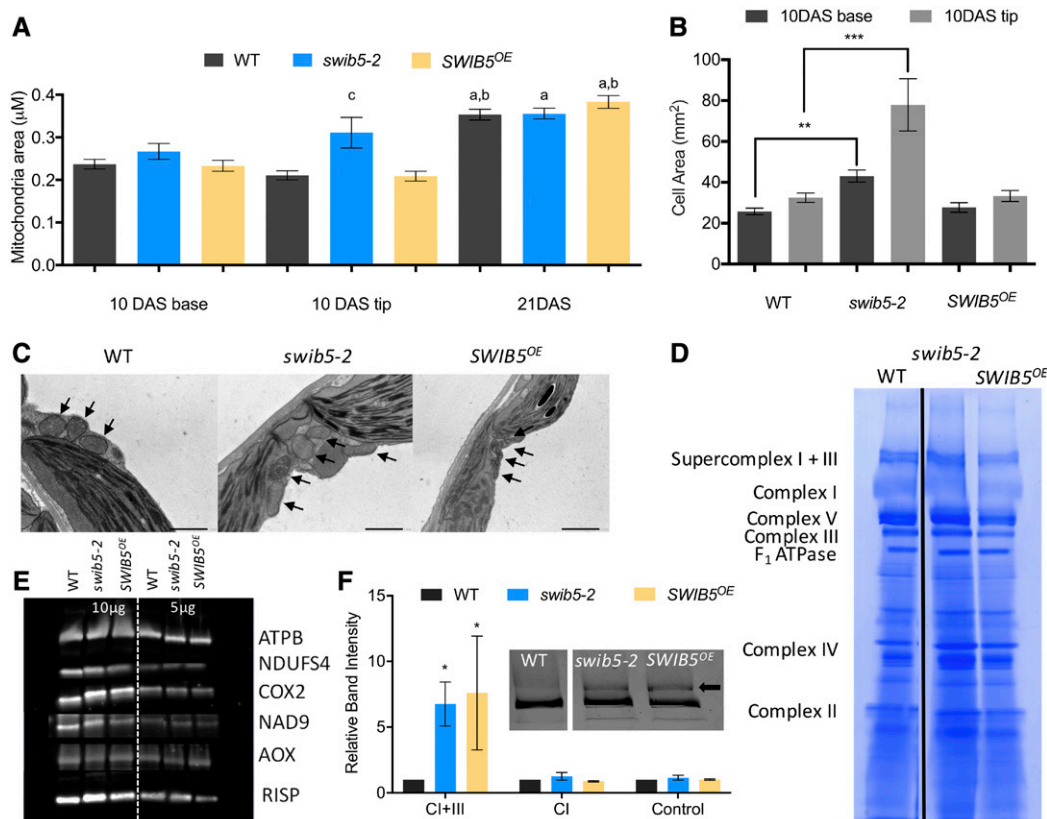 A
WT
swib5-2
SWIB5OE
Mitochondria area (μM)
0.4
0.3
0.2
0.1
0.0
c
a,b
a
a,b
10 DAS base
10 DAS tip
21DAS
B
10DAS base
10DAS tip
Cell Area (mm2)
100
80
60
40
20
0
**
***
WT
swib5-2
SWIB5OE
C
WT
swib5-2
SWIB5OE
D
swib5-2
WT
SWIB5OE
Supercomplex I + III
Complex I
Complex V
Complex III
F1 ATPase
Complex IV
Complex II
E
WT
swib5-2
SWIB5OE
WT
swib5-2
SWIB5OE
10μg
5μg
ATPB
NDUFS4
COX2
NAD9
AOX
RISP
F
WT
swib5-2
SWIB5OE
Relative Band Intensity
15
10
5
0
*
*
WT
swib5-2
SWIB5OE
CI+III
CI
Control